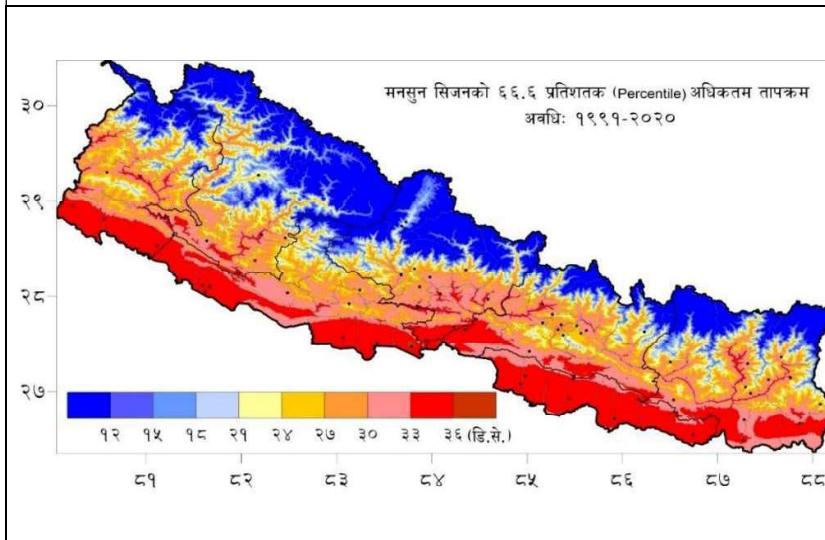 मनसुन सिजनको ६६.६ प्रतिशतक (Percentile) अधिकतम तापक्रम
अवधिः १९९१-२०२०
३०
२९
२८
२७
१२ १५ १८ २१ २४ २७ ३० ३३ ३६ (डि.से.)
८१ ८२ ८३ ८४ ८५ ८६ ८७ ८८